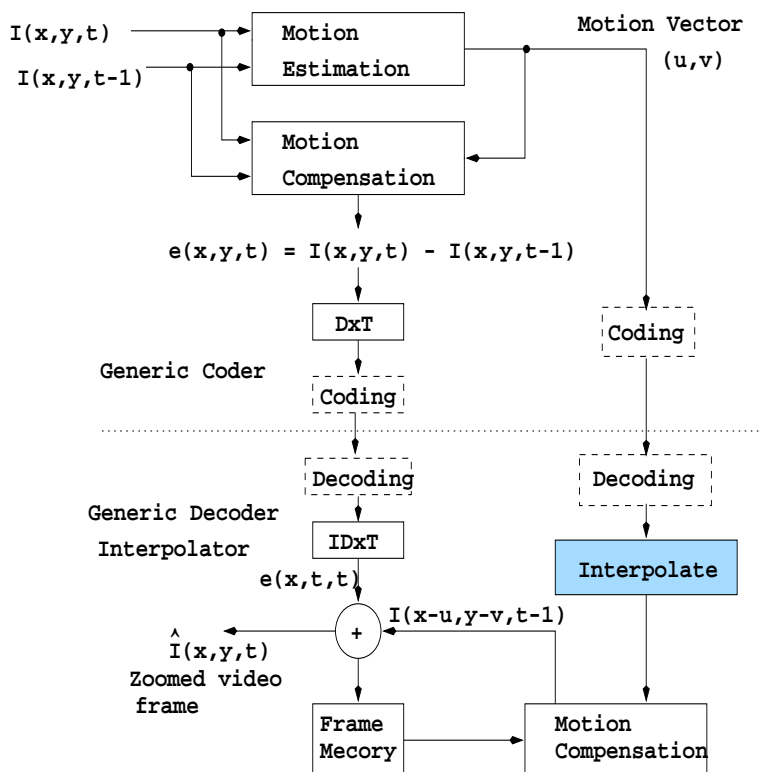 I(x,y,t)
I(x,y,t-1)
Motion
Estimation
Motion Vector
(u,v)
Motion
Compensation
e(x,y,t) = I(x,y,t) - I(x,y,t-1)
DxT
Coding
Generic Coder
Coding
Decoding
Decoding
Generic Decoder
Interpolator
IDxT
Interpolate
e(x,t,t)
I(x-u,y-v,t-1)
+
^
I(x,y,t)
Zoomed video
frame
Frame
Mecory
Motion
Compensation